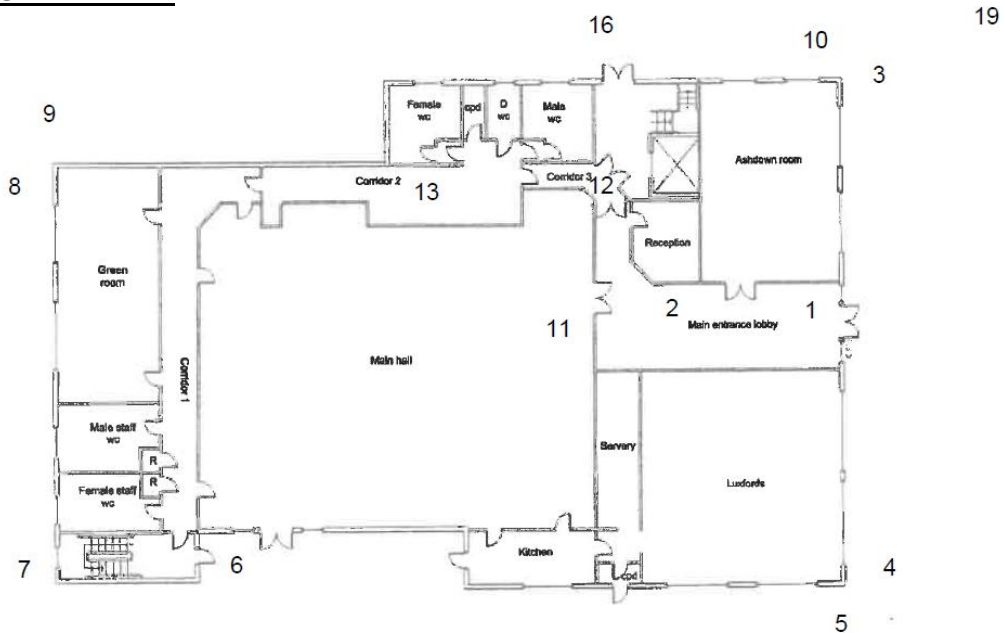 19
16
10
3
9
Female
wc
cpd
D
wc
Male
wc
Ashdown room
8
Corridor 2
13
Corridor 3
12
Reception
Green
room
2
1
11
Main entrance lobby
Main hall
Corridor 1
Male staff
wc
R
R
Female staff
wc
Servery
Luxfords
Kitchen
cpd
7
6
4
5